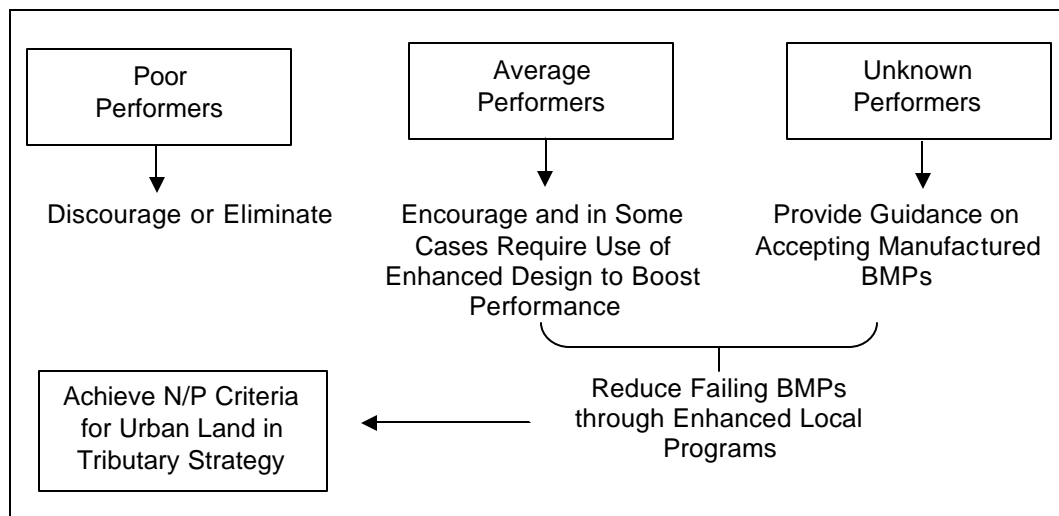 Poor
Performers
Average
Performers
Unknown
Performers
Discourage or Eliminate
Encourage and in Some
Cases Require Use of
Enhanced Design to Boost
Performance
Provide Guidance on
Accepting Manufactured
BMPs
Reduce Failing BMPs
through Enhanced Local
Programs
Achieve N/P Criteria
for Urban Land in
Tributary Strategy